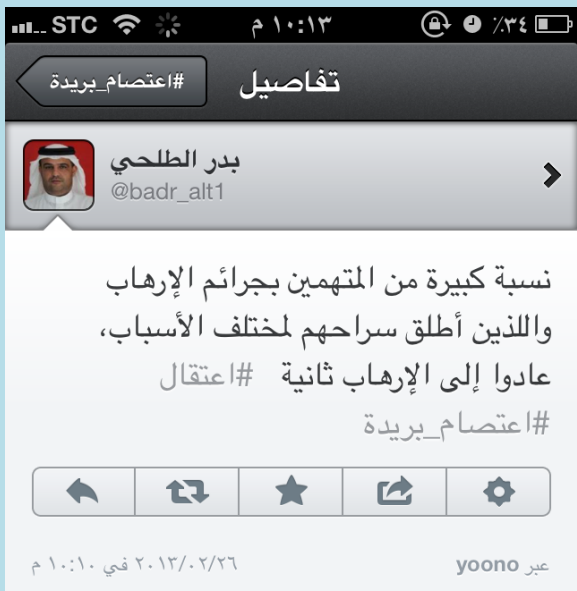 STC ١٠:١٣ م ٪٣٤
#اعتصام_بريدة تفاصيل
بدر الطلحي
@badr_alt1
نسبة كبيرة من المتهمين بجرائم الإرهاب
واللذين أطلق سراحهم لمختلف الأسباب،
عادوا إلى الإرهاب ثانية #اعتقال
#اعتصام_بريدة
٢٠١٣/٠٢/٢٦ في ١٠:١٠ م
عبر yoono